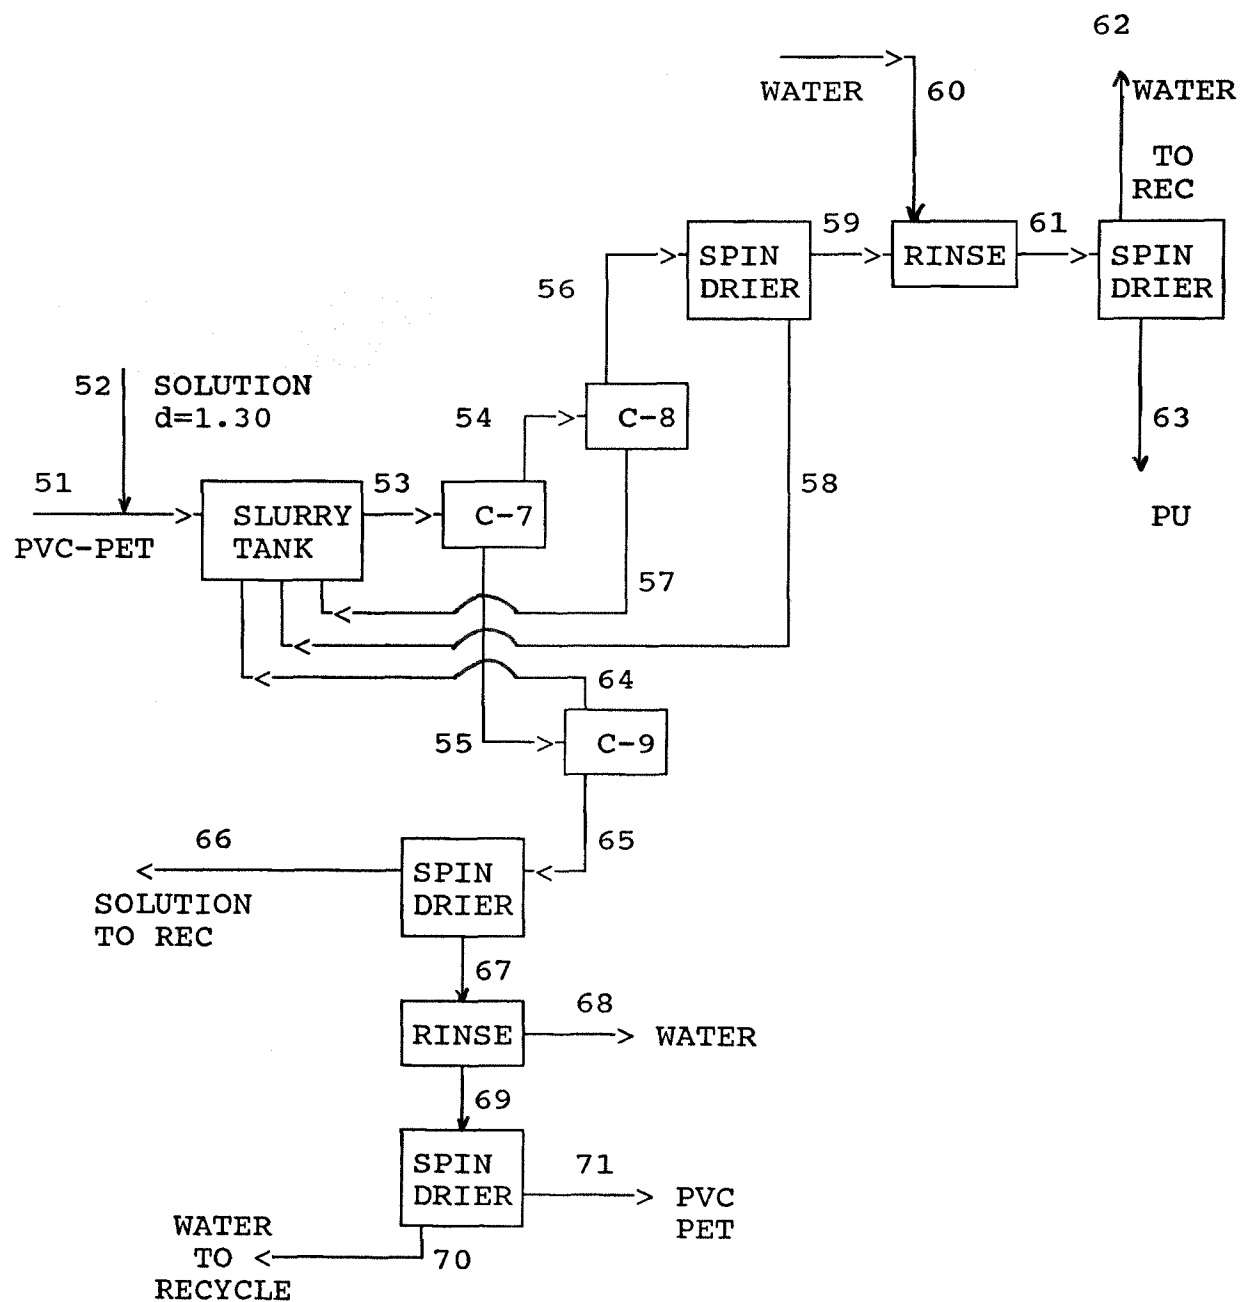 62
WATER
60
WATER
TO
REC
59
61
SPIN
DRIER
RINSE
SPIN
DRIER
56
52
SOLUTION
d=1.30
54
C-8
63
51
53
58
PVC-PET
SLURRY
TANK
C-7
PU
57
64
55
C-9
66
65
SPIN
DRIER
SOLUTION
TO REC
67
68
RINSE
WATER
69
SPIN
DRIER
71
PVC
PET
WATER
TO
RECYCLE
70